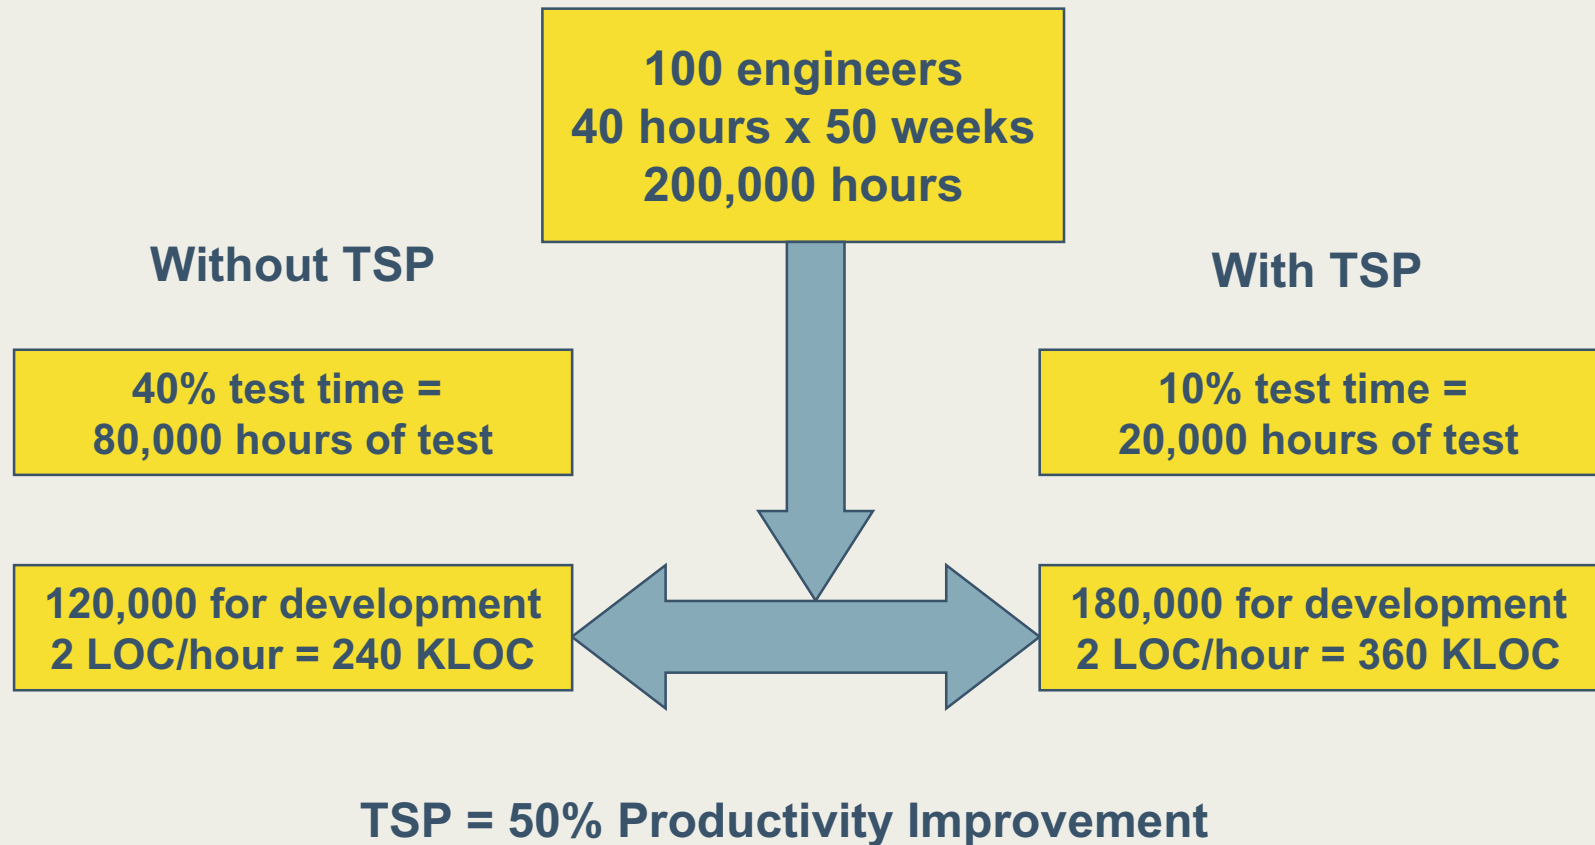 100 engineers
40 hours x 50 weeks
200,000 hours
Without TSP
With TSP
40% test time =
80,000 hours of test
10% test time =
20,000 hours of test
120,000 for development
2 LOC/hour = 240 KLOC
180,000 for development
2 LOC/hour = 360 KLOC
TSP = 50% Productivity Improvement